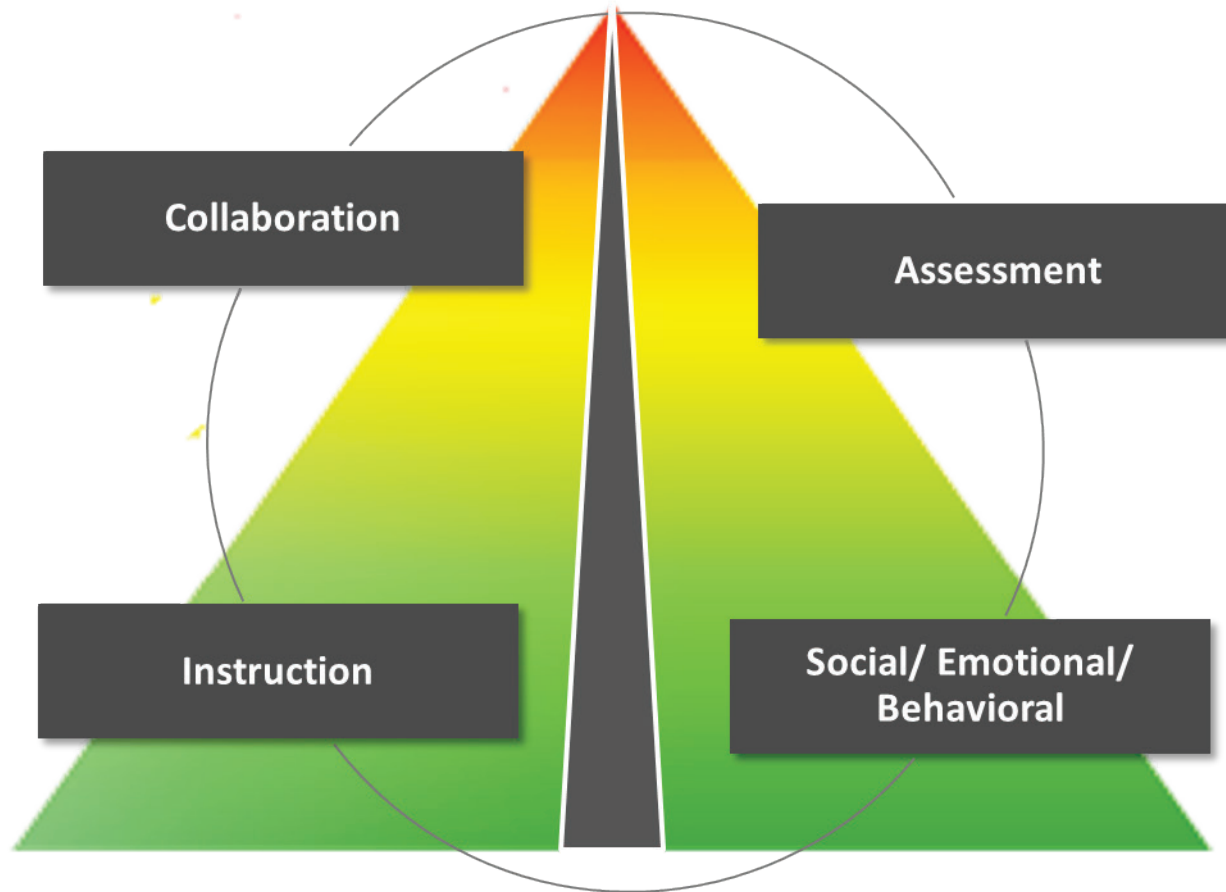 Collaboration
Assessment
Instruction
Social/ Emotional/
Behavioral